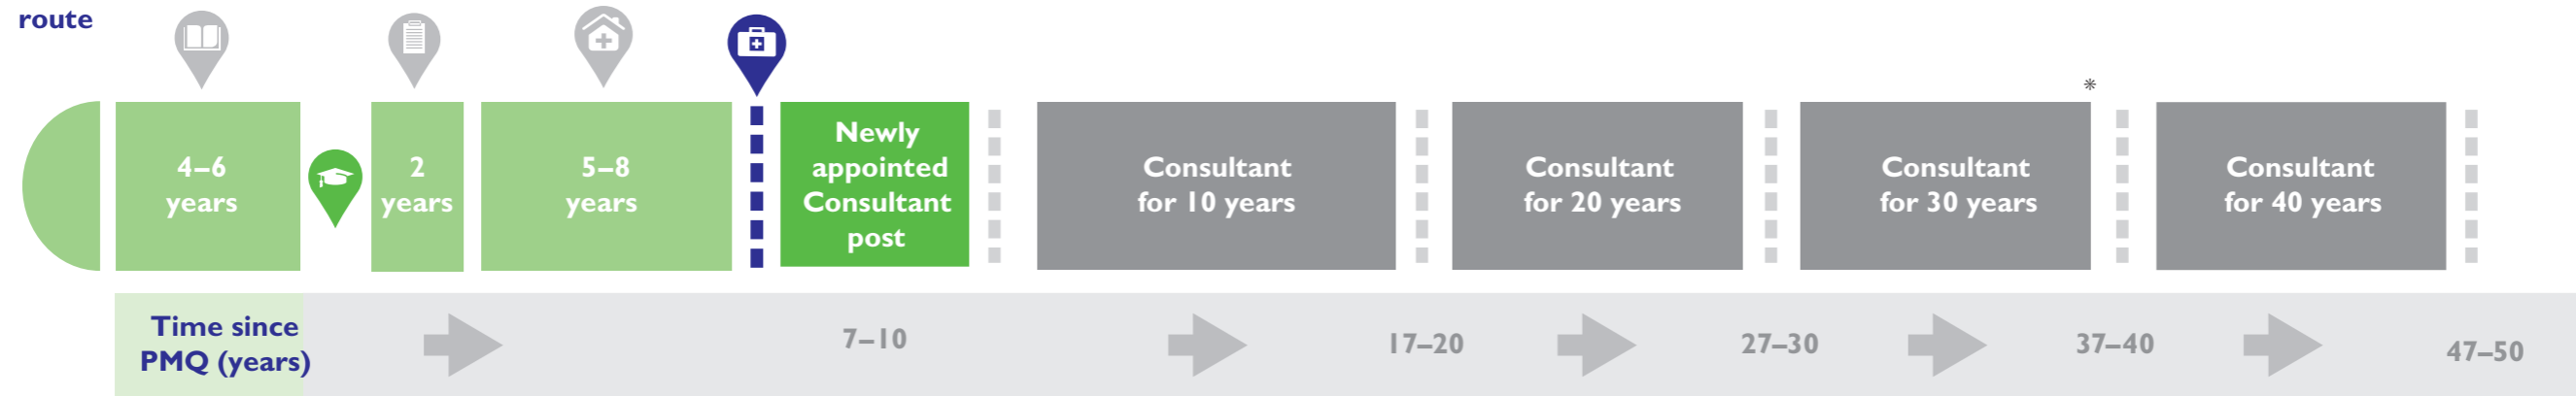 route
4–6
years
2
years
5–8
years
Newly
appointed
Consultant
post
Consultant
for 10 years
Consultant
for 20 years
*
Consultant
for 30 years
Consultant
for 40 years
Time since
PMQ (years)
7–10
17–20
27–30
37–40
47–50